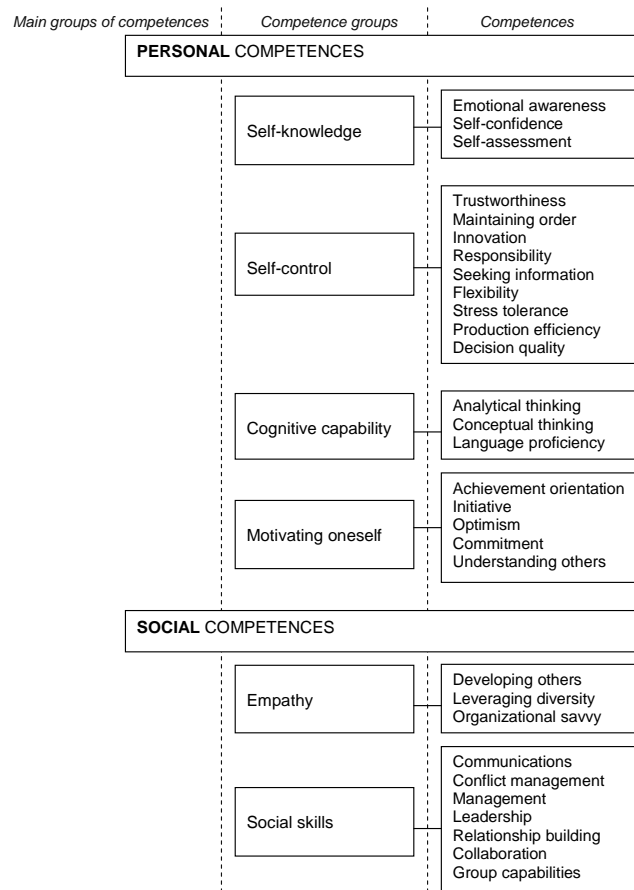 Main groups of competences Competence groups Competences
PERSONAL COMPETENCES
Self-knowledge
Emotional awareness
Self-confidence
Self-assessment
Self-control
Trustworthiness
Maintaining order
Innovation
Responsibility
Seeking information
Flexibility
Stress tolerance
Production efficiency
Decision quality
Cognitive capability
Analytical thinking
Conceptual thinking
Language proficiency
Motivating oneself
Achievement orientation
Initiative
Optimism
Commitment
Understanding others
SOCIAL COMPETENCES
Empathy
Developing others
Leveraging diversity
Organizational savvy
Social skills
Communications
Conflict management
Management
Leadership
Relationship building
Collaboration
Group capabilities